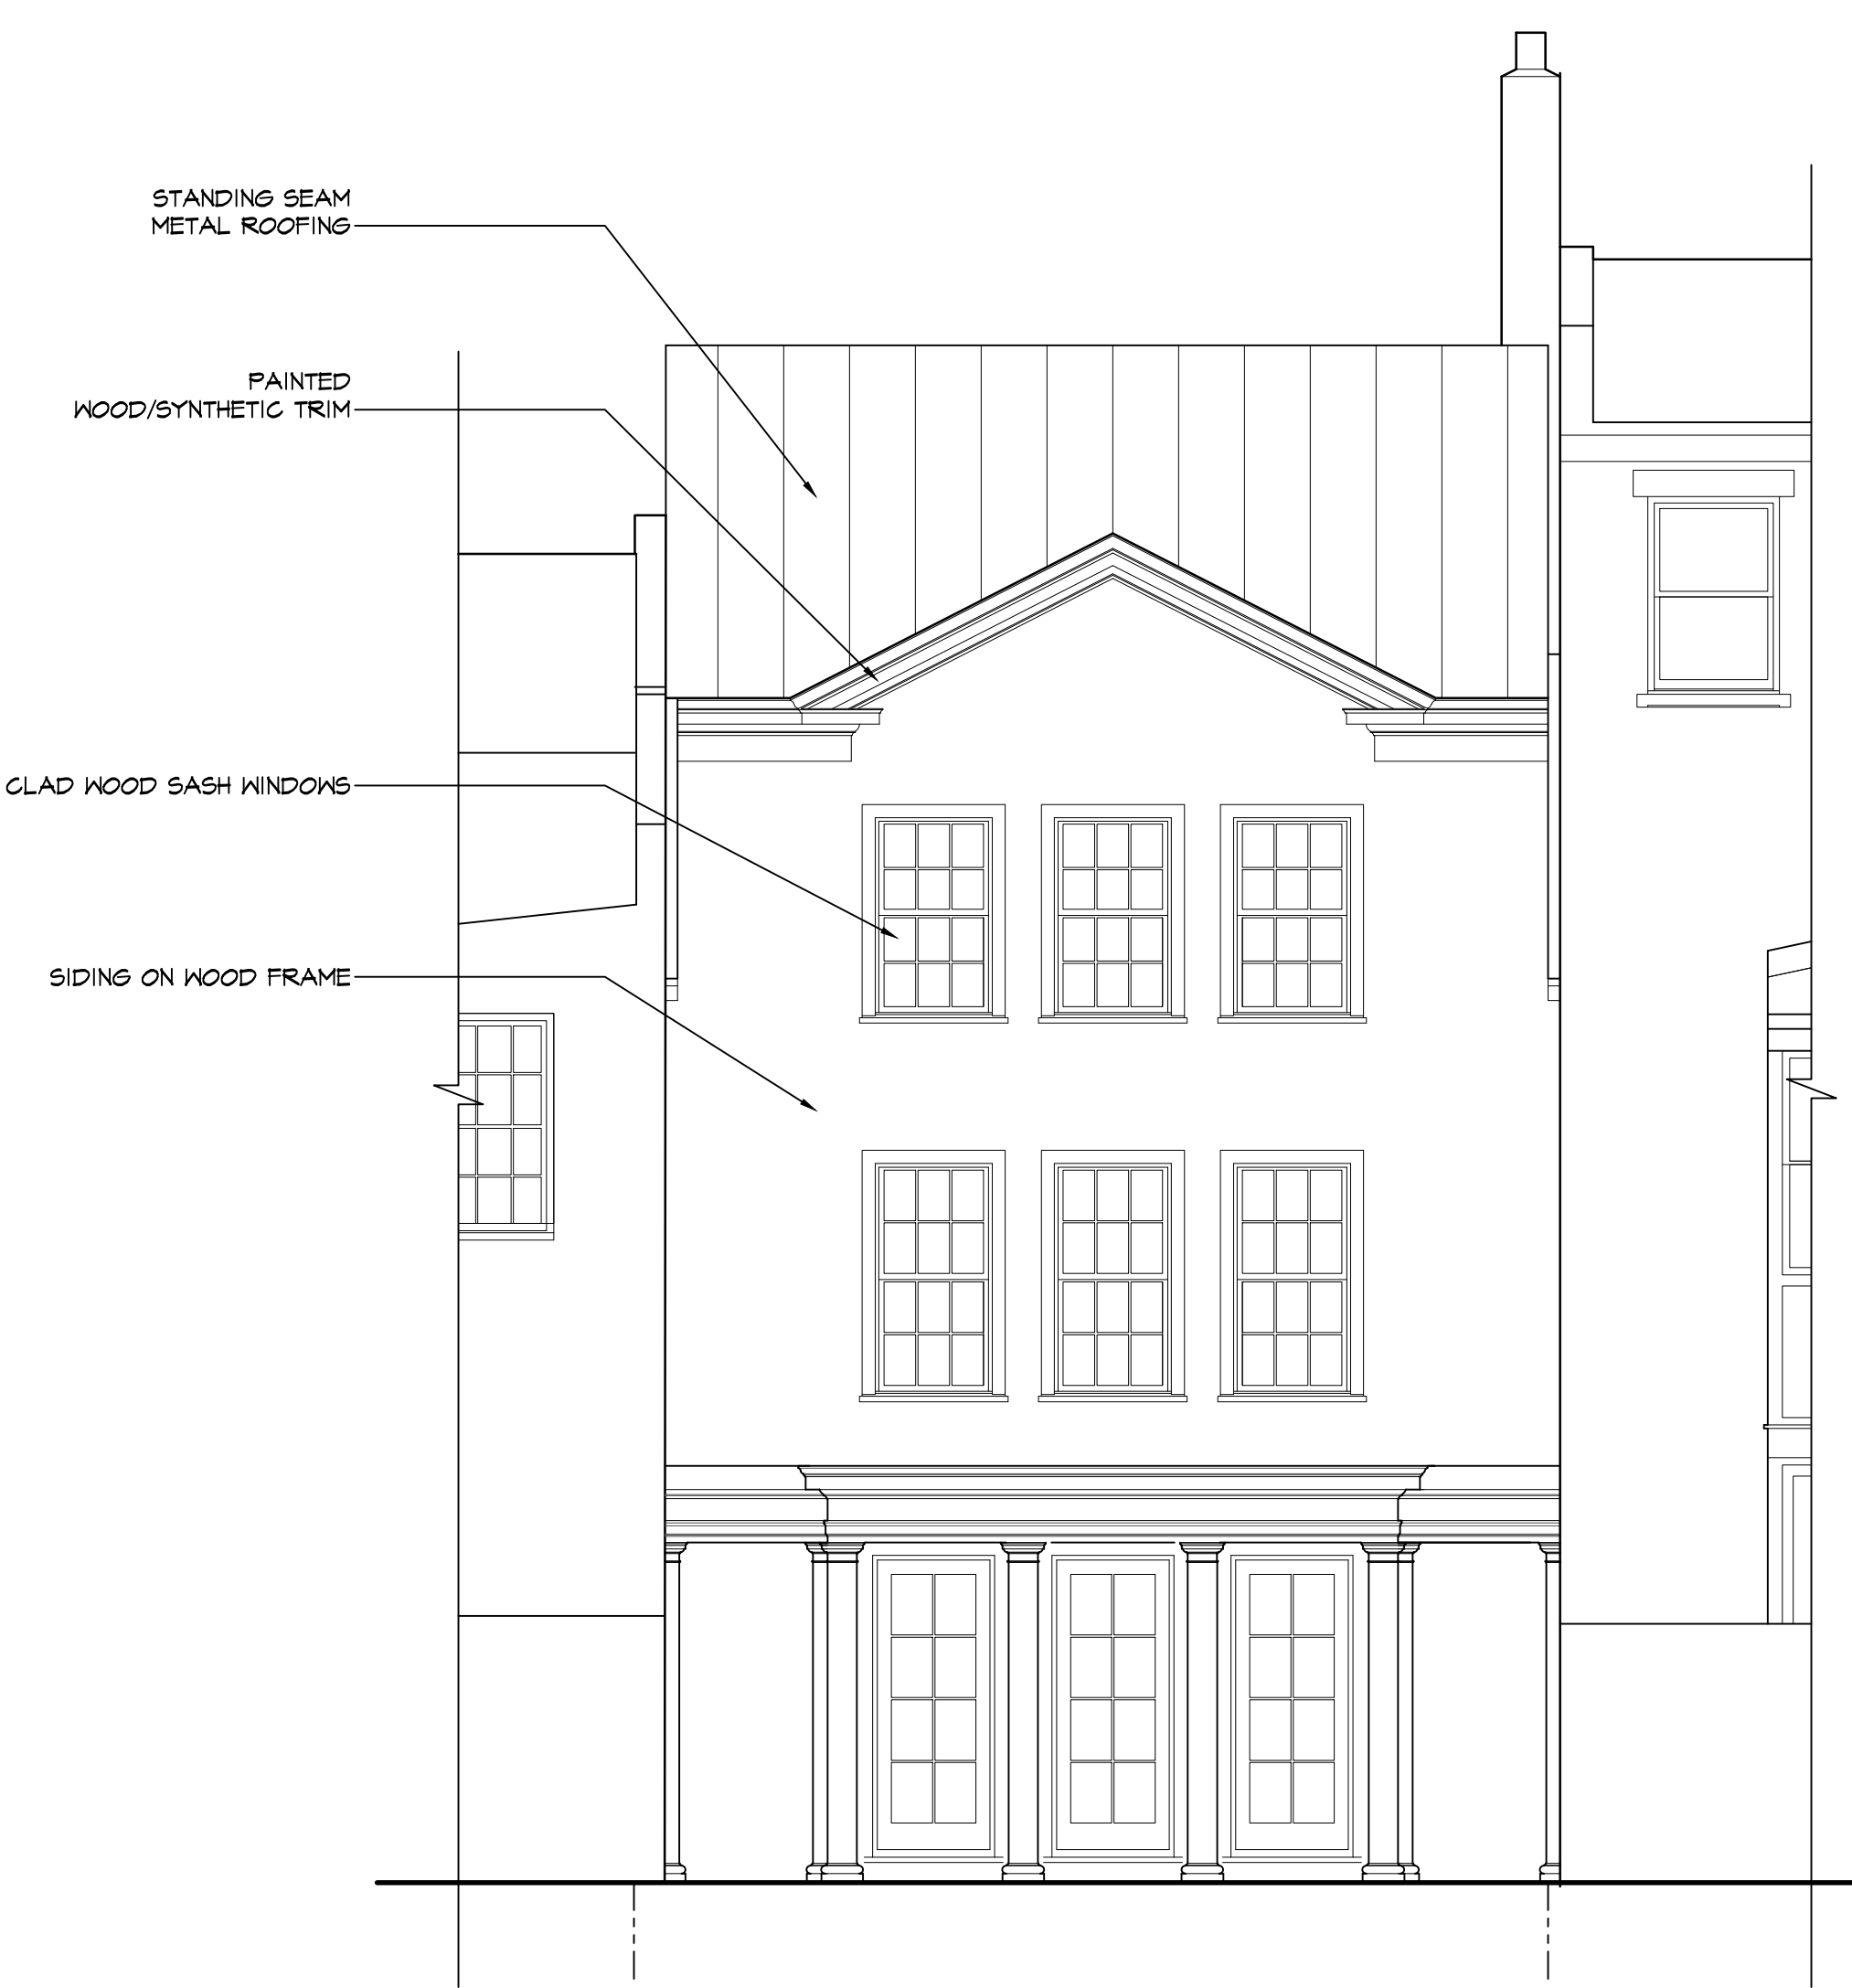 STANDING SEAM
METAL ROOFING
PAINTED
WOOD/SYNTHETIC TRIM
CLAD WOOD SASH WINDOWS
SIDING ON WOOD FRAME